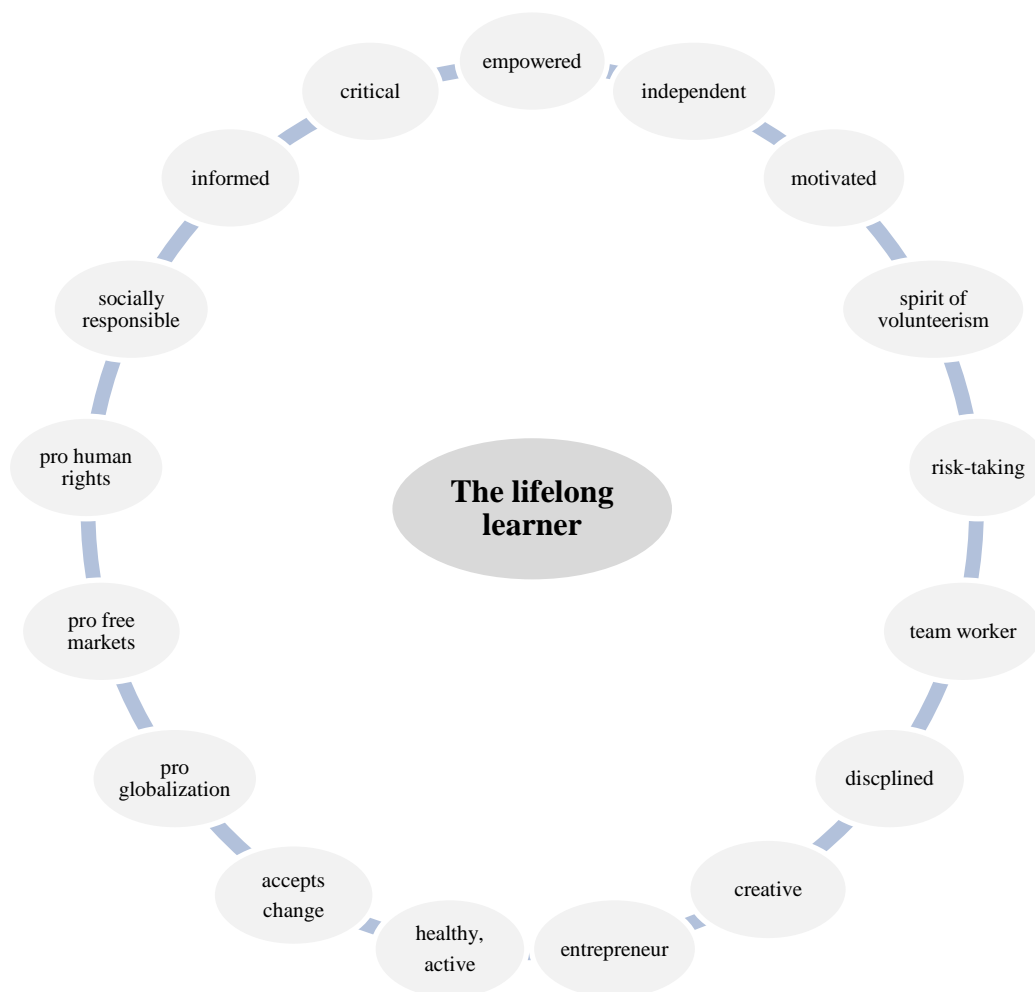 empowered
independent
motivated
spirit of
volunteerism
risk-taking
team worker
discplined
creative
entrepreneur
healthy,
active
accepts
change
pro
globalization
pro free
markets
pro human
rights
socially
responsible
informed
critical
The lifelong
learner